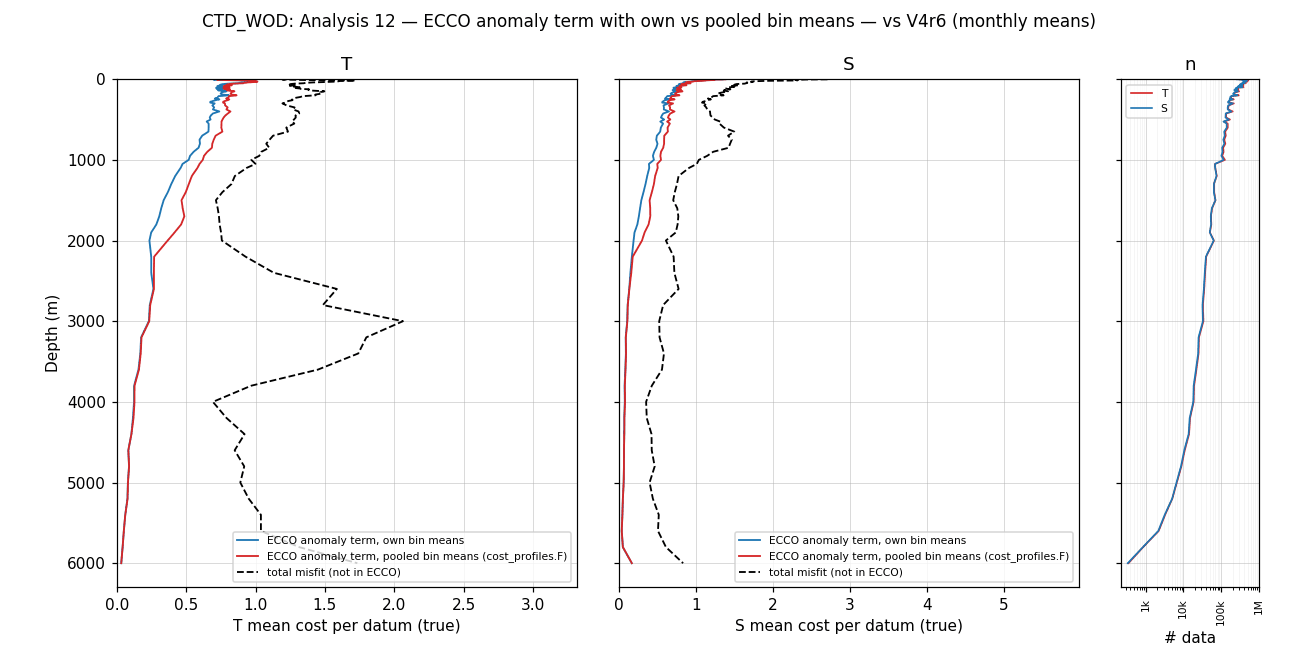 CTD_WOD: Analysis 12 — ECCO anomaly term with own vs pooled bin means — vs V4r6 (monthly means)
T
S
n
0
1000
2000
3000
4000
5000
6000
Depth (m)
T
S
ECCO anomaly term, own bin means
ECCO anomaly term, pooled bin means (cost_profiles.F)
total misfit (not in ECCO)
ECCO anomaly term, own bin means
ECCO anomaly term, pooled bin means (cost_profiles.F)
total misfit (not in ECCO)
0.0 0.5 1.0 1.5 2.0 2.5 3.0
0 1 2 3 4 5
1k 10k 100k 1M
T mean cost per datum (true)
S mean cost per datum (true)
# data